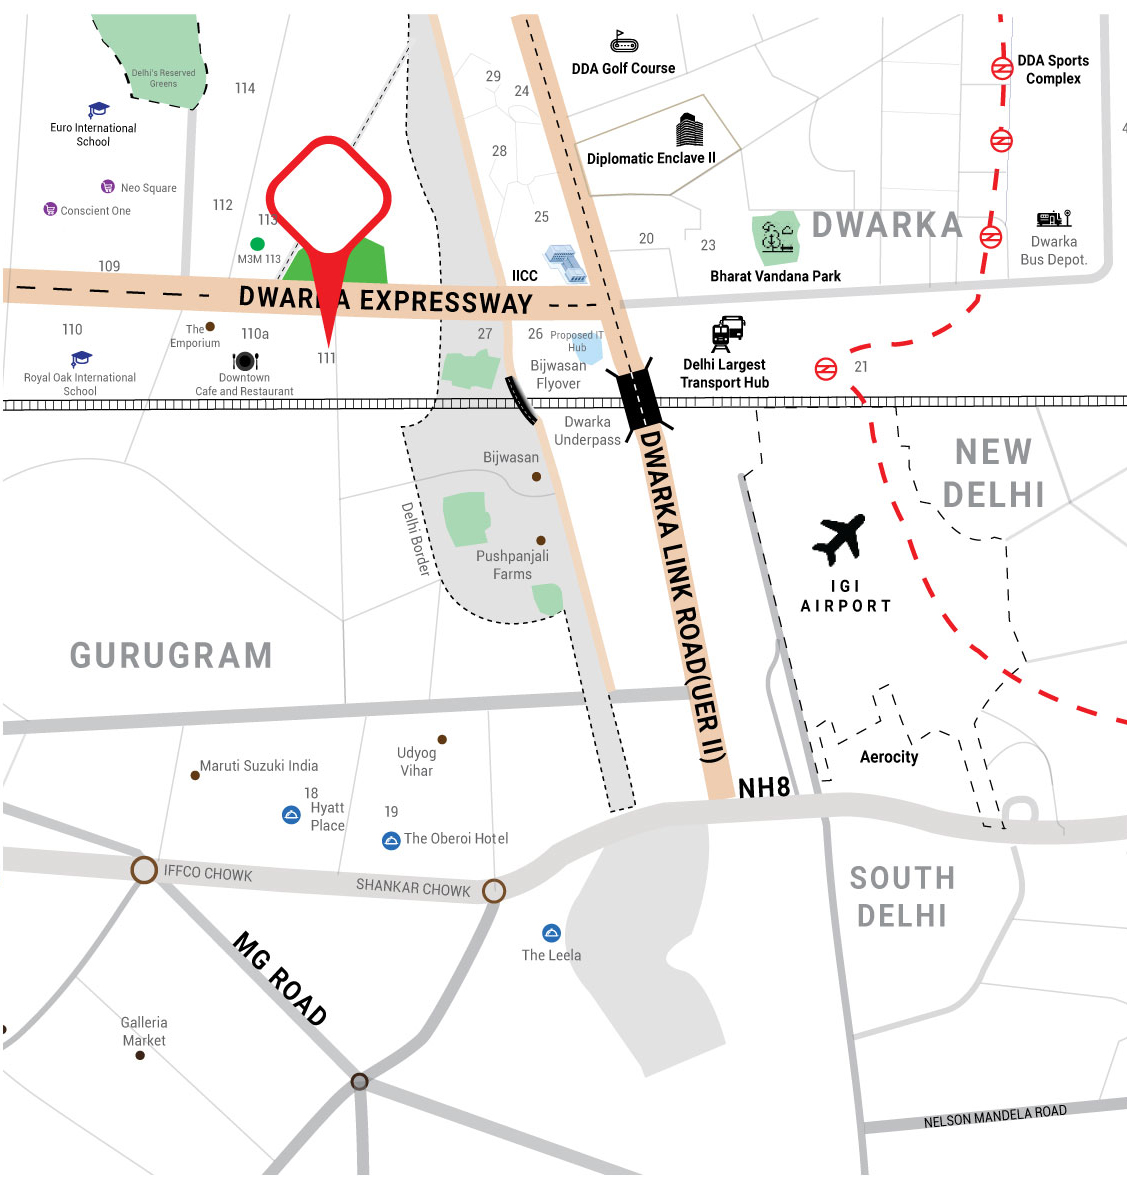 Delhi's Reserved
Greens
114
29
24
DDA Golf Course
DDA Sports
Complex
Euro International
School
28
Diplomatic Enclave II
Neo Square
Conscient One
112
113
25
20
23
DWARKA
M3M 113
109
IICC
Bharat Vandana Park
Dwarka
Bus Depot.
DWARKA EXPRESSWAY
110
The
Emporium
110a
111
27
26
Proposed IT
Hub
Bijwasan
Flyover
Delhi Largest
Transport Hub
21
Royal Oak International
School
Downtown
Cafe and Restaurant
Dwarka
Underpass
Bijwasan
DWARKA LINK ROAD(UER II)
NEW
DELHI
Delhi Border
Pushpanjali
Farms
IGI
AIRPORT
GURUGRAM
Maruti Suzuki India
Udyog
Vihar
Aerocity
18
Hyatt
Place
19
The Oberoi Hotel
NH8
IFFCO CHOWK
SHANKAR CHOWK
SOUTH
DELHI
MG ROAD
The Leela
Galleria
Market
NELSON MANDELA ROAD